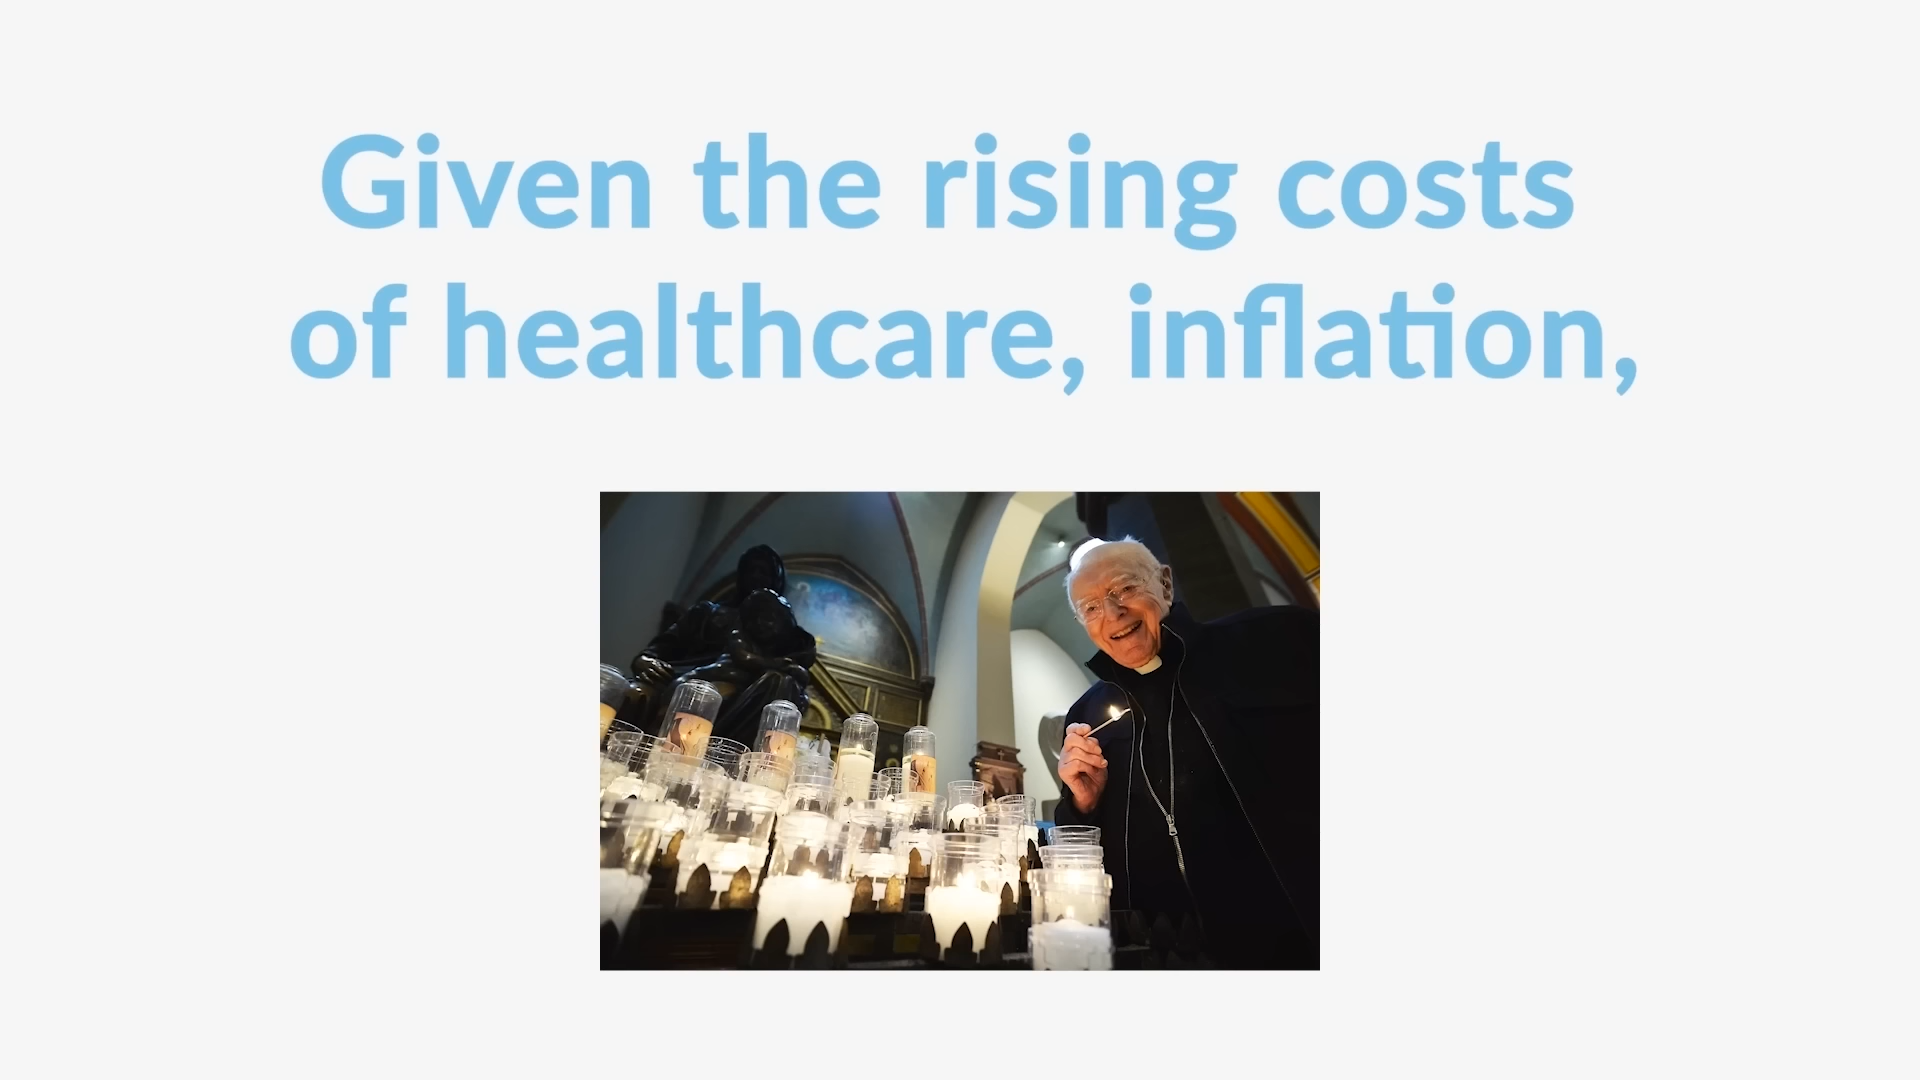 Given the rising costs
of healthcare, inflation,